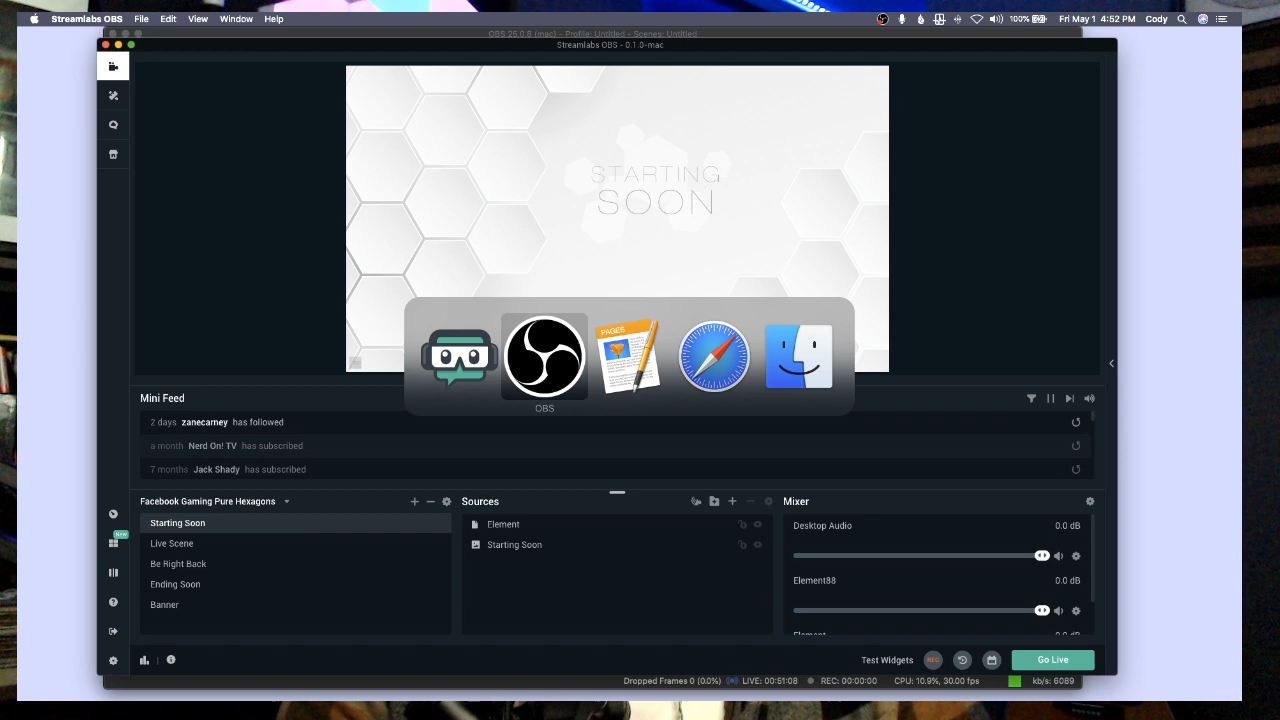 Streamlabs OBS File Edit View Window Help
100% Fri May 1 4:52 PM Cody
OBS 25.0.8 (mac) - Profile: Untitled - Scenes: Untitled
Streamlabs OBS - 0.1.0-mac
STARTING
SOON
PAGES
OBS
Mini Feed
2 days zanecarney has followed
a month Nerd On! TV has subscribed
7 months Jack Shady has subscribed
Facebook Gaming Pure Hexagons
Starting Soon
Live Scene
Be Right Back
Ending Soon
Banner
Sources
Element
Starting Soon
Mixer
Desktop Audio 0.0 dB
Element88 0.0 dB
Element
New
Test Widgets REC Go Live
Dropped Frames 0 (0.0%) LIVE: 00:51:08 REC: 00:00:00 CPU: 10.9%, 30.00 fps kb/s: 6089